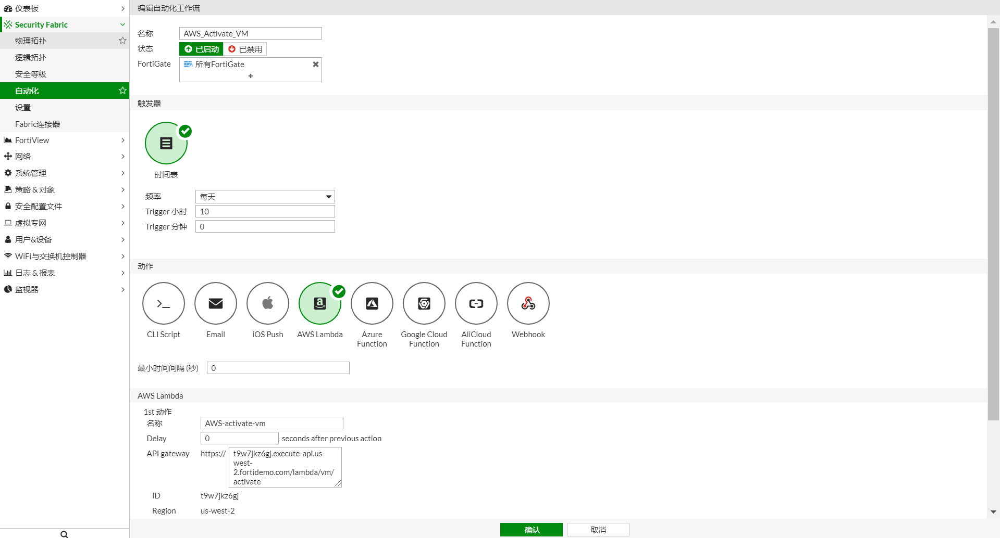 仪表板
Security Fabric
物理拓扑
逻辑拓扑
安全等级
自动化
设置
Fabric连接器
FortiView
网络
系统管理
策略 & 对象
安全配置文件
虚拟专网
用户&设备
WiFi与交换机控制器
日志 & 报表
监视器
编辑自动化工作流
名称 AWS_Activate_VM
状态 已启动 已禁用
FortiGate 所有FortiGate
触发器
时间表
频率 每天
Trigger 小时 10
Trigger 分钟 0
动作
CLI Script Email iOS Push AWS Lambda Azure Function Google Cloud Function AliCloud Function Webhook
最小时间间隔 (秒) 0
AWS Lambda
1st 动作
名称 AWS-activate-vm
Delay 0 seconds after previous action
API gateway https:// t9w7jkz6gj.execute-api.us-
west-
2.fortidemo.com/lambda/vm/
activate
ID t9w7jkz6gj
Region us-west-2
确认 取消